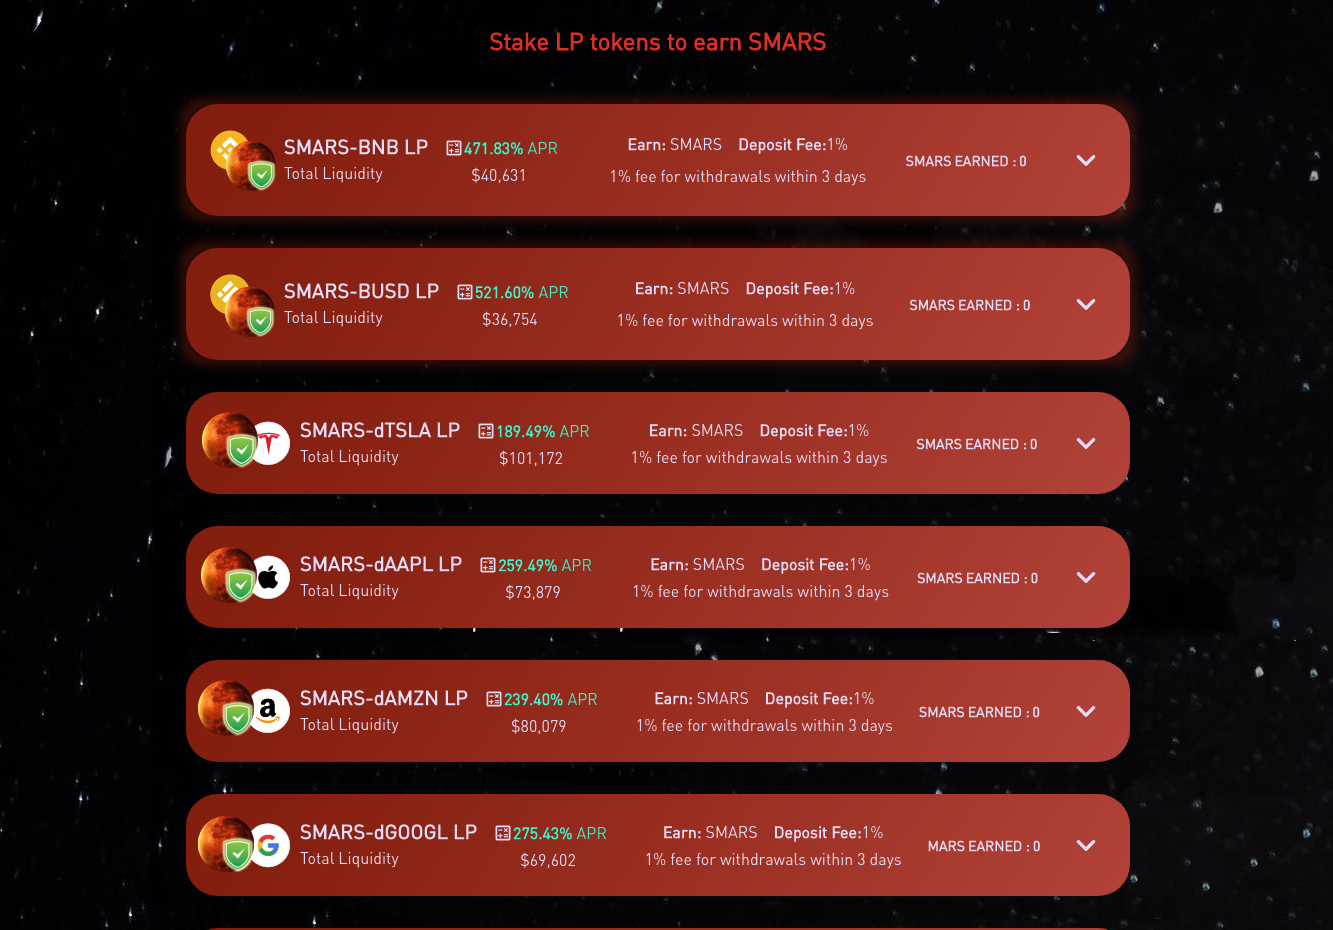 Stake LP tokens to earn SMARS
SMARS-BNB LP 471.83% APR Earn: SMARS Deposit Fee:1%
Total Liquidity $40,631 1% fee for withdrawals within 3 days SMARS EARNED : 0
SMARS-BUSD LP 521.60% APR Earn: SMARS Deposit Fee:1%
Total Liquidity $36,754 1% fee for withdrawals within 3 days SMARS EARNED : 0
SMARS-dTSLA LP 189.49% APR Earn: SMARS Deposit Fee:1%
Total Liquidity $101,172 1% fee for withdrawals within 3 days SMARS EARNED : 0
SMARS-dAAPL LP 259.49% APR Earn: SMARS Deposit Fee:1%
Total Liquidity $73,879 1% fee for withdrawals within 3 days SMARS EARNED : 0
SMARS-dAMZN LP 239.40% APR Earn: SMARS Deposit Fee:1%
Total Liquidity $80,079 1% fee for withdrawals within 3 days SMARS EARNED : 0
SMARS-dGOOGL LP 275.43% APR Earn: SMARS Deposit Fee:1%
Total Liquidity $69,602 1% fee for withdrawals within 3 days MARS EARNED : 0